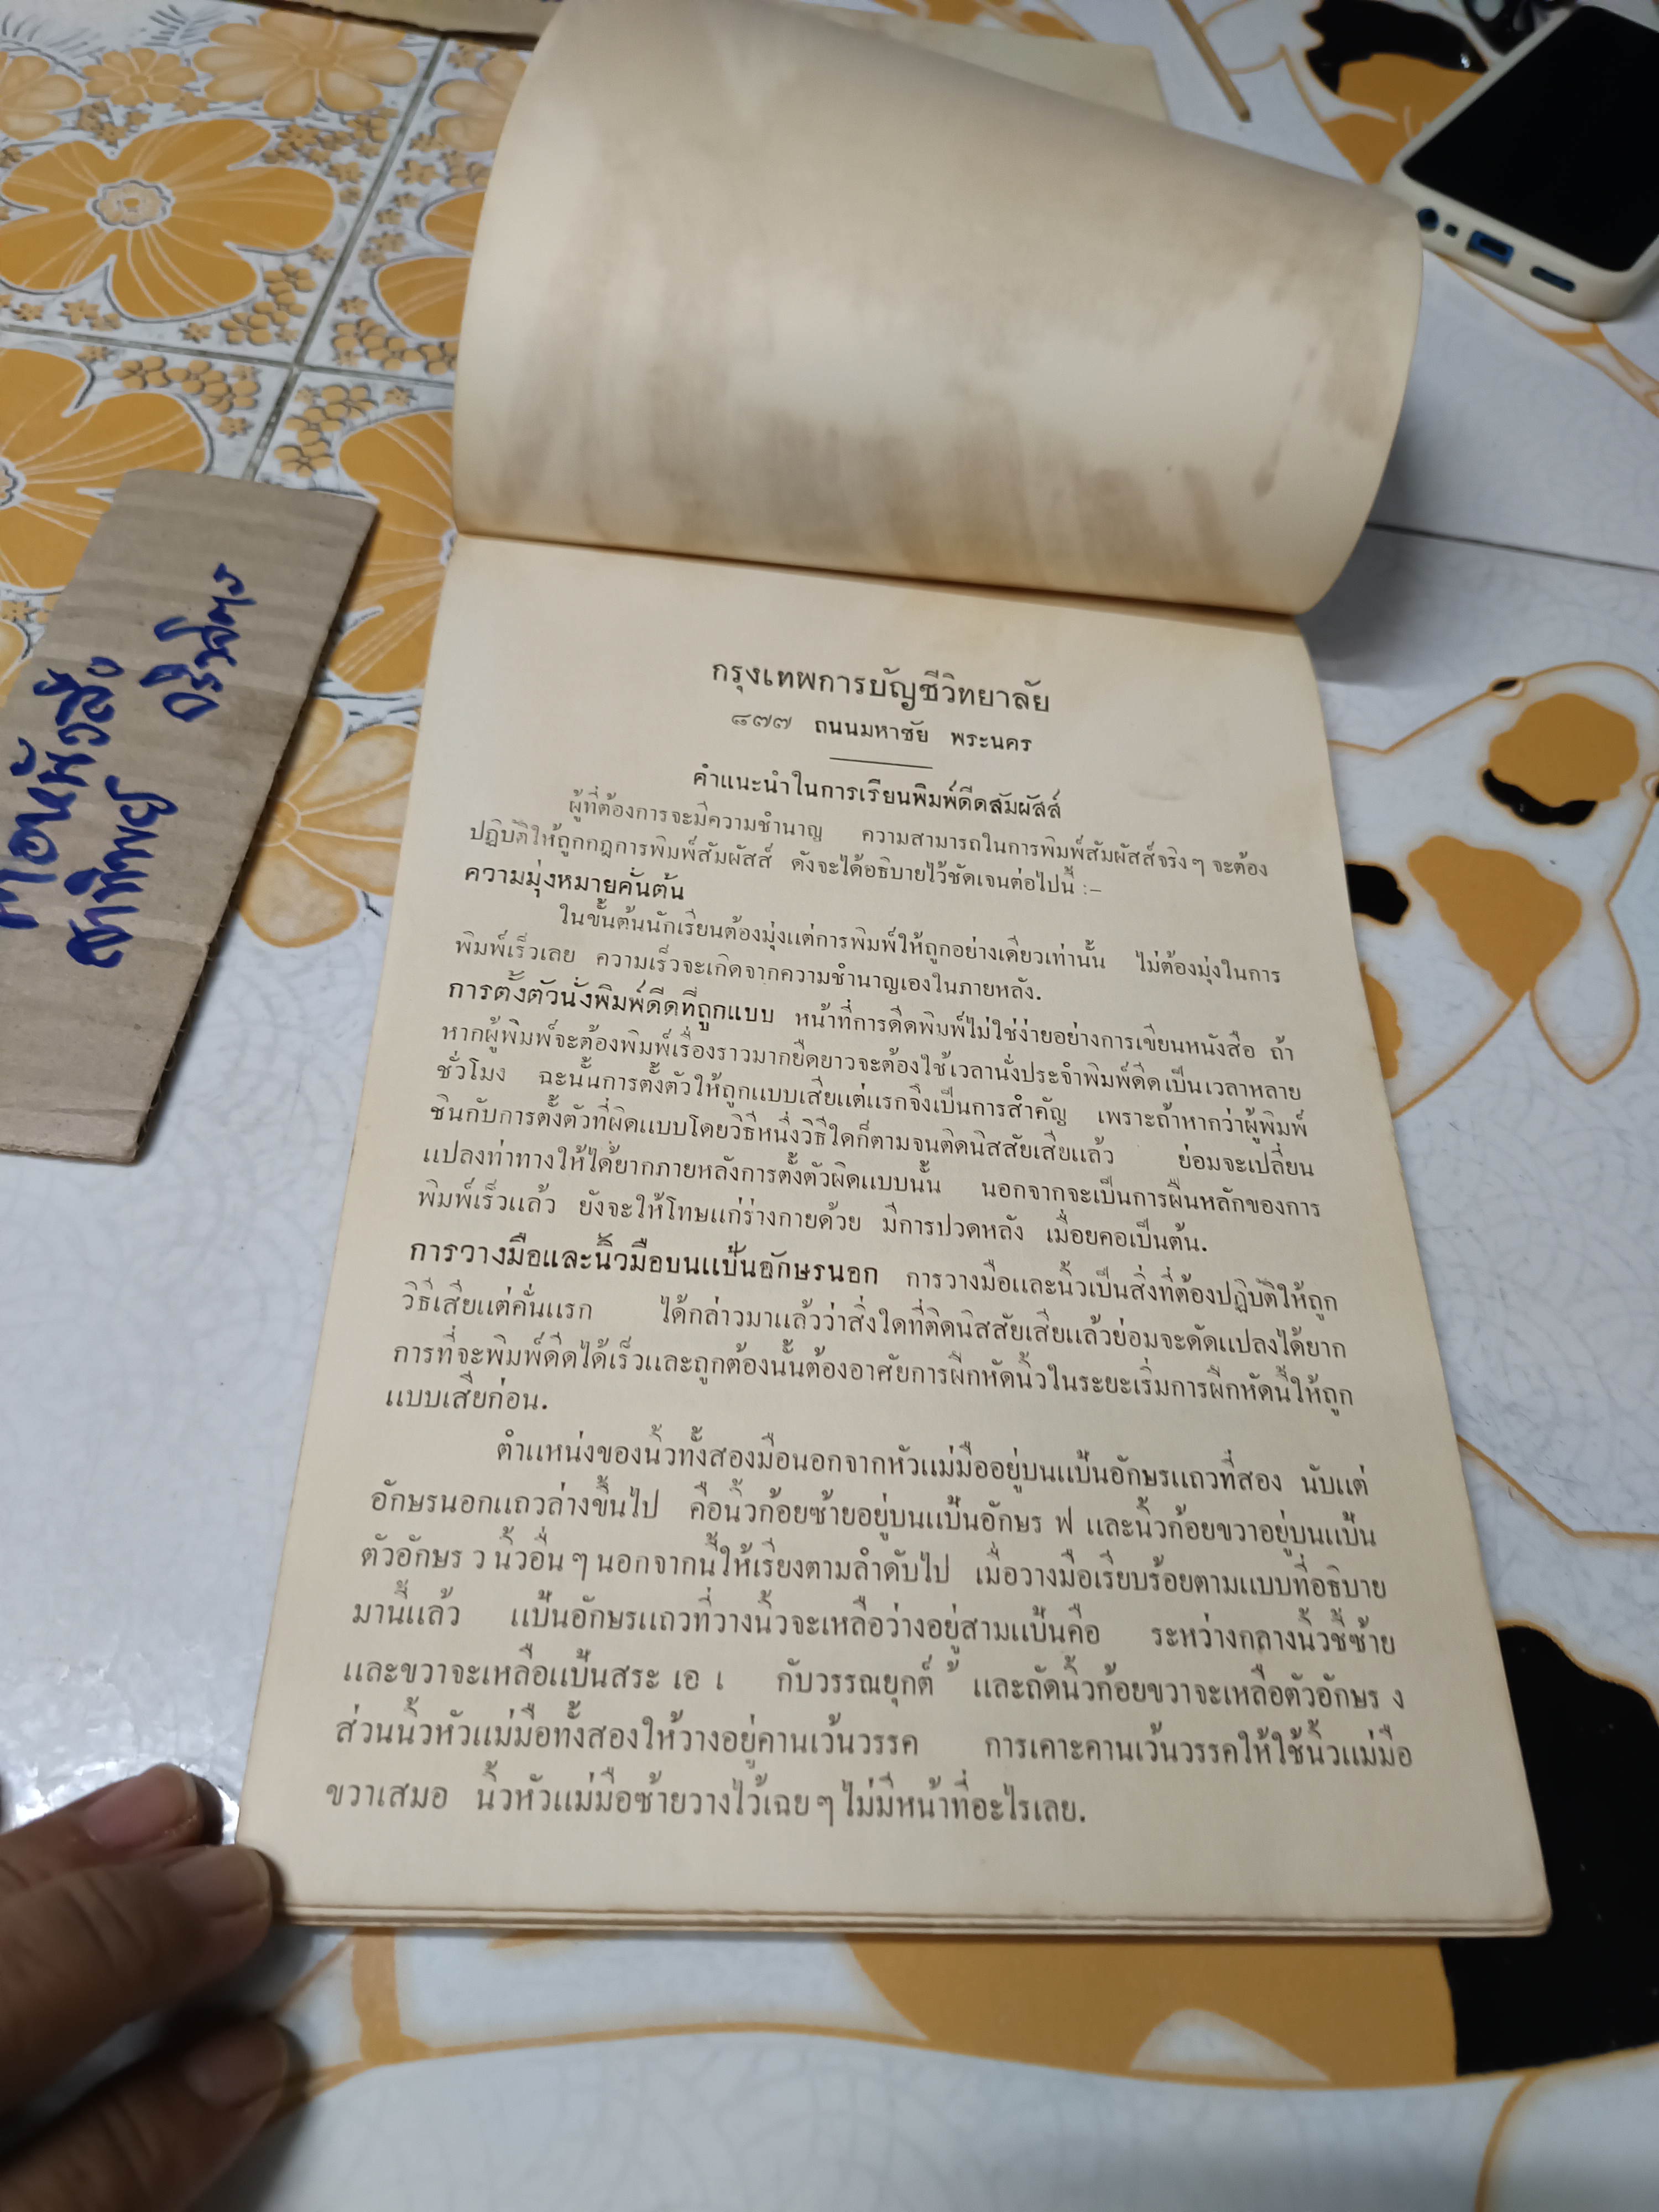 กรุงเทพการบัญชีวิทยาลัย
๘๗๗ ถนนมหาชัย พระนคร
คำแนะนำในการเรียนพิมพ์ดีดสัมผัสส์
ผู้ที่ต้องการจะมีความชำนาญ ความสามารถในการพิมพ์สัมผัสส์จริงๆ จะต้อง
ปฏิบัติให้ถูกกฎการพิมพ์สัมผัสส์ ดังจะได้อธิบายไว้ชัดเจนต่อไปนี้ :–
ความมุ่งหมายคั่นต้น
ในขั้นต้นนักเรียนต้องมุ่งแต่การพิมพ์ให้ถูกอย่างเดียวเท่านั้น ไม่ต้องมุ่งในการ
พิมพ์เร็วเลย ความเร็วจะเกิดจากความชำนาญเองในภายหลัง.
การตั้งตัวนั่งพิมพ์ดีดที่ถูกแบบ หน้าที่การดีดพิมพ์ไม่ใช่ง่ายอย่างการเขียนหนังสือ ถ้า
หากผู้พิมพ์จะต้องพิมพ์เรื่องราวมากยืดยาวจะต้องใช้เวลานั่งประจำพิมพ์ดีดเป็นเวลาหลาย
ชั่วโมง ฉะนั้นการตั้งตัวให้ถูกแบบเสียแต่แรกจึงเป็นการสำคัญ เพราะถ้าหากว่าผู้พิมพ์
ชินกับการตั้งตัวที่ผิดแบบโดยวิธีหนึ่งวิธีใดก็ตามจนติดนิสสัยเสียแล้ว ย่อมจะเปลี่ยน
แปลงท่าทางให้ได้ยากภายหลังการตั้งตัวผิดแบบนั้น นอกจากจะเป็นการฝืนหลักของการ
พิมพ์เร็วแล้ว ยังจะให้โทษแก่ร่างกายด้วย มีการปวดหลัง เมื่อยคอเป็นต้น.
การวางมือและนิ้วมือบนแป้นอักษรนอก การวางมือและนิ้วเป็นสิ่งที่ต้องปฏิบัติให้ถูก
วิธีเสียแต่คั่นแรก ได้กล่าวมาแล้วว่าสิ่งใดที่ติดนิสสัยเสียแล้วย่อมจะดัดแปลงได้ยาก
การที่จะพิมพ์ดีดได้เร็วและถูกต้องนั้นต้องอาศัยการฝึกหัดนิ้วในระยะเริ่มการฝึกหัดนี้ให้ถูก
แบบเสียก่อน.
ตำแหน่งของนิ้วทั้งสองมือนอกจากหัวแม่มืออยู่บนแป้นอักษรแถวที่สอง นับแต่
อักษรนอกแถวล่างขึ้นไป คือนิ้วก้อยซ้ายอยู่บนแป้นอักษร ฟ และนิ้วก้อยขวาอยู่บนแป้น
ตัวอักษร ว นิ้วอื่นๆ นอกจากนี้ให้เรียงตามลำดับไป เมื่อวางมือเรียบร้อยตามแบบที่อธิบาย
มานี้แล้ว แป้นอักษรแถวที่วางนิ้วจะเหลือว่างอยู่สามแป้นคือ ระหว่างกลางนิ้วชี้ซ้าย
และขวาจะเหลือแป้นสระ เอ เ กับวรรณยุกต์ ้ และถัดนิ้วก้อยขวาจะเหลือตัวอักษร ง
ส่วนนิ้วหัวแม่มือทั้งสองให้วางอยู่คานเว้นวรรค การเคาะคานเว้นวรรคให้ใช้นิ้วแม่มือ
ขวาเสมอ นิ้วหัวแม่มือซ้ายวางไว้เฉยๆ ไม่มีหน้าที่อะไรเลย.